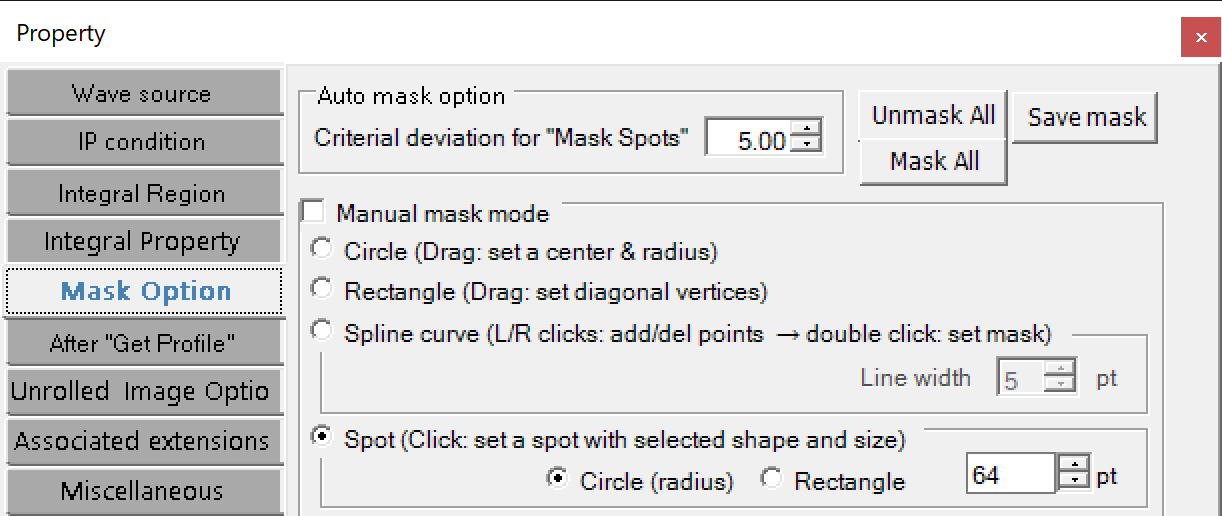 Property
Wave source
IP condition
Integral Region
Integral Property
Mask Option
After "Get Profile"
Unrolled Image Optio
Associated extensions
Miscellaneous
Auto mask option
Criterial deviation for "Mask Spots" 5.00
Unmask All
Mask All
Save mask
Manual mask mode
Circle (Drag: set a center & radius)
Rectangle (Drag: set diagonal vertices)
Spline curve (L/R clicks: add/del points → double click: set mask)
Line width 5 pt
Spot (Click: set a spot with selected shape and size)
Circle (radius) Rectangle 64 pt